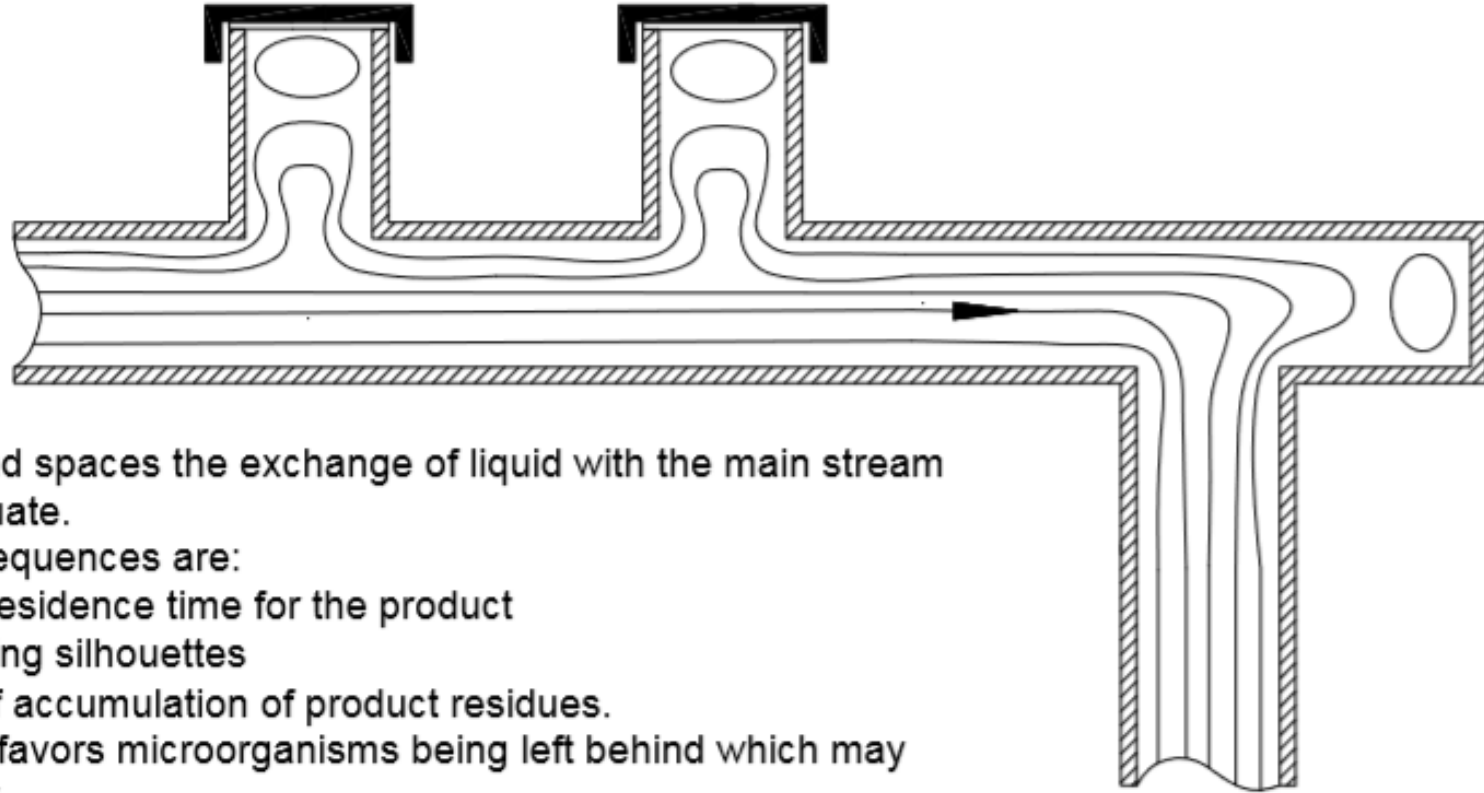 d spaces the exchange of liquid with the main stream
uate.
equences are:
esidence time for the product
ng silhouettes
f accumulation of product residues.
favors microorganisms being left behind which may